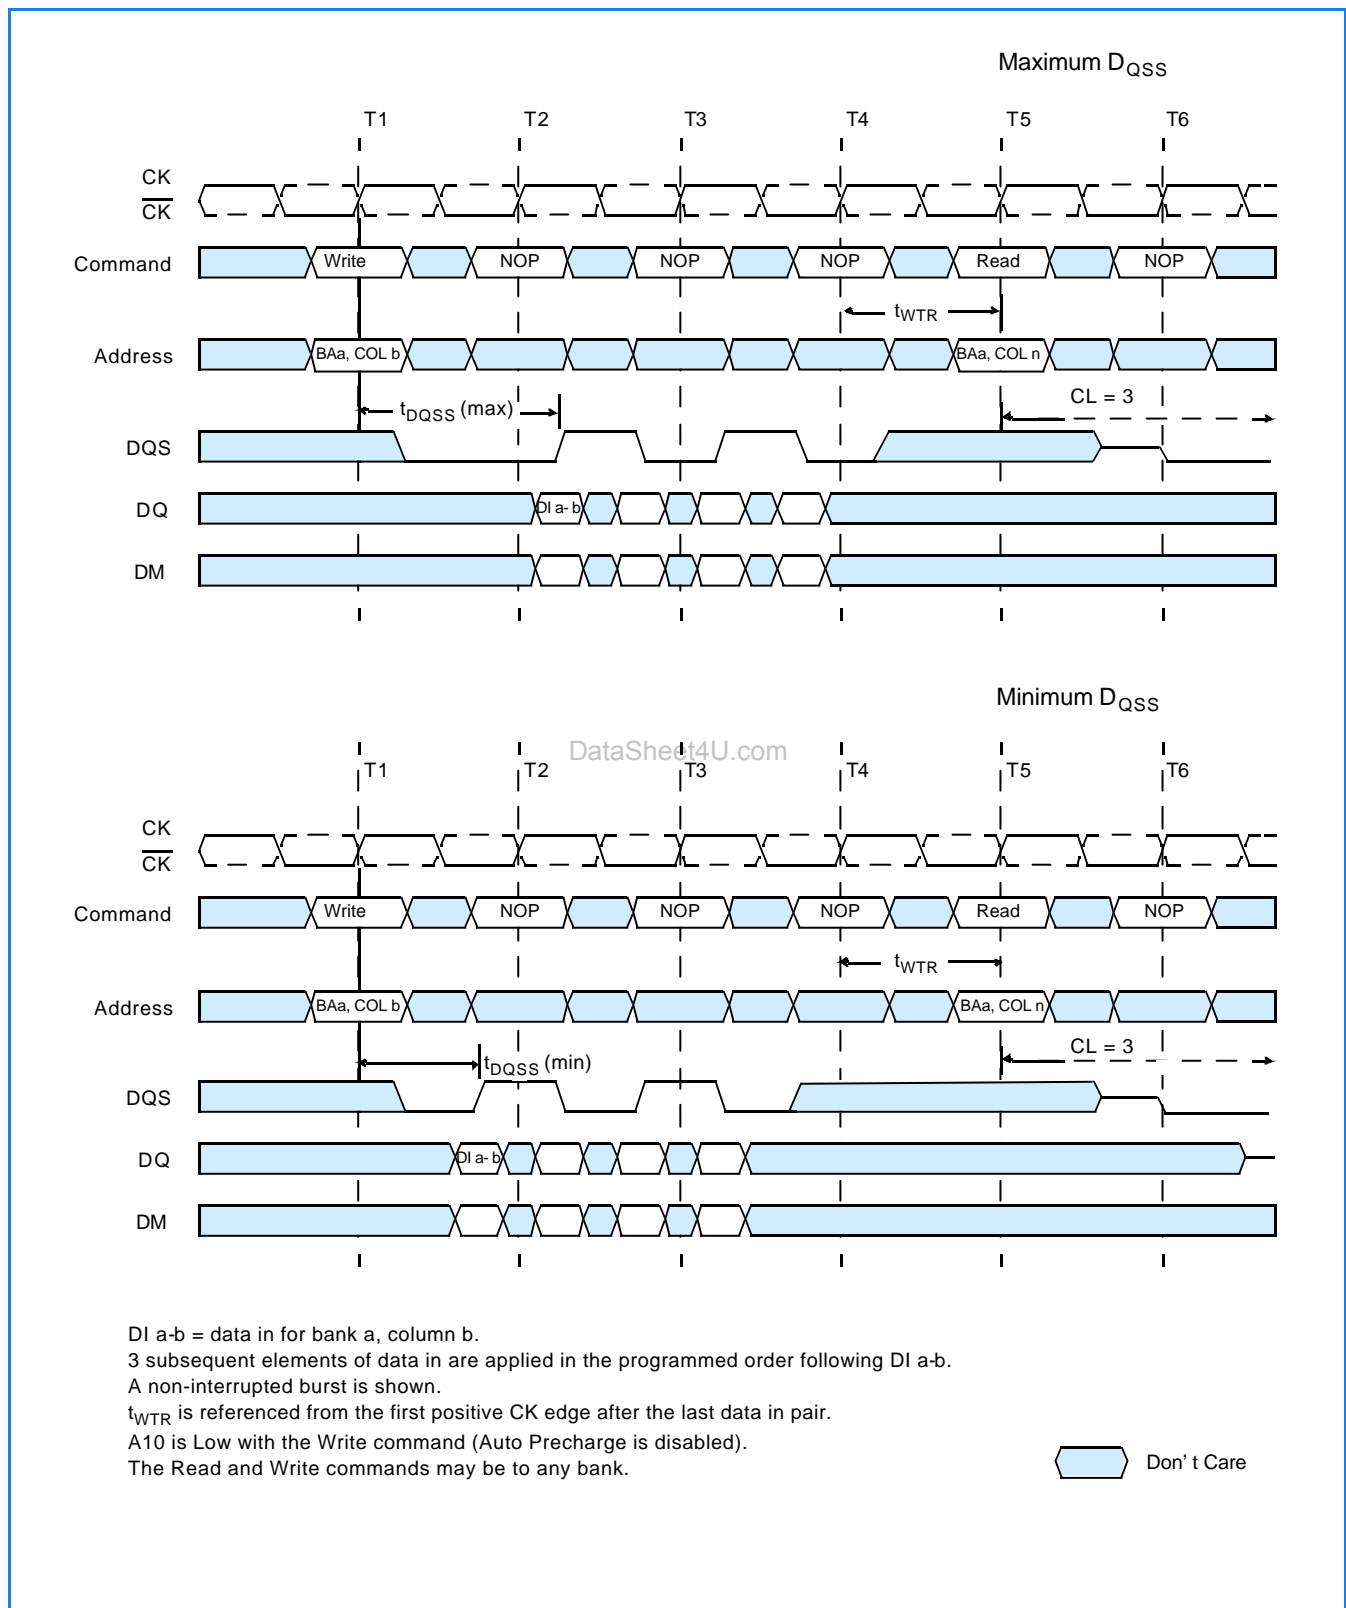 Maximum DQSS
T1 T2 T3 T4 T5 T6
CK
CK
Command Write NOP NOP NOP Read NOP
tWTR
Address BAa, COL b BAa, COL n
CL = 3
tDQSS (max)
DQS
DQ DI a- b
DM
Minimum DQSS
DataSheet4U.com
T1 T2 T3 T4 T5 T6
CK
CK
Command Write NOP NOP NOP Read NOP
tWTR
Address BAa, COL b BAa, COL n
CL = 3
tDQSS (min)
DQS
DQ DI a- b
DM
DI a-b = data in for bank a, column b.
3 subsequent elements of data in are applied in the programmed order following DI a-b.
A non-interrupted burst is shown.
tWTR is referenced from the first positive CK edge after the last data in pair.
A10 is Low with the Write command (Auto Precharge is disabled).
The Read and Write commands may be to any bank.
Don' t Care